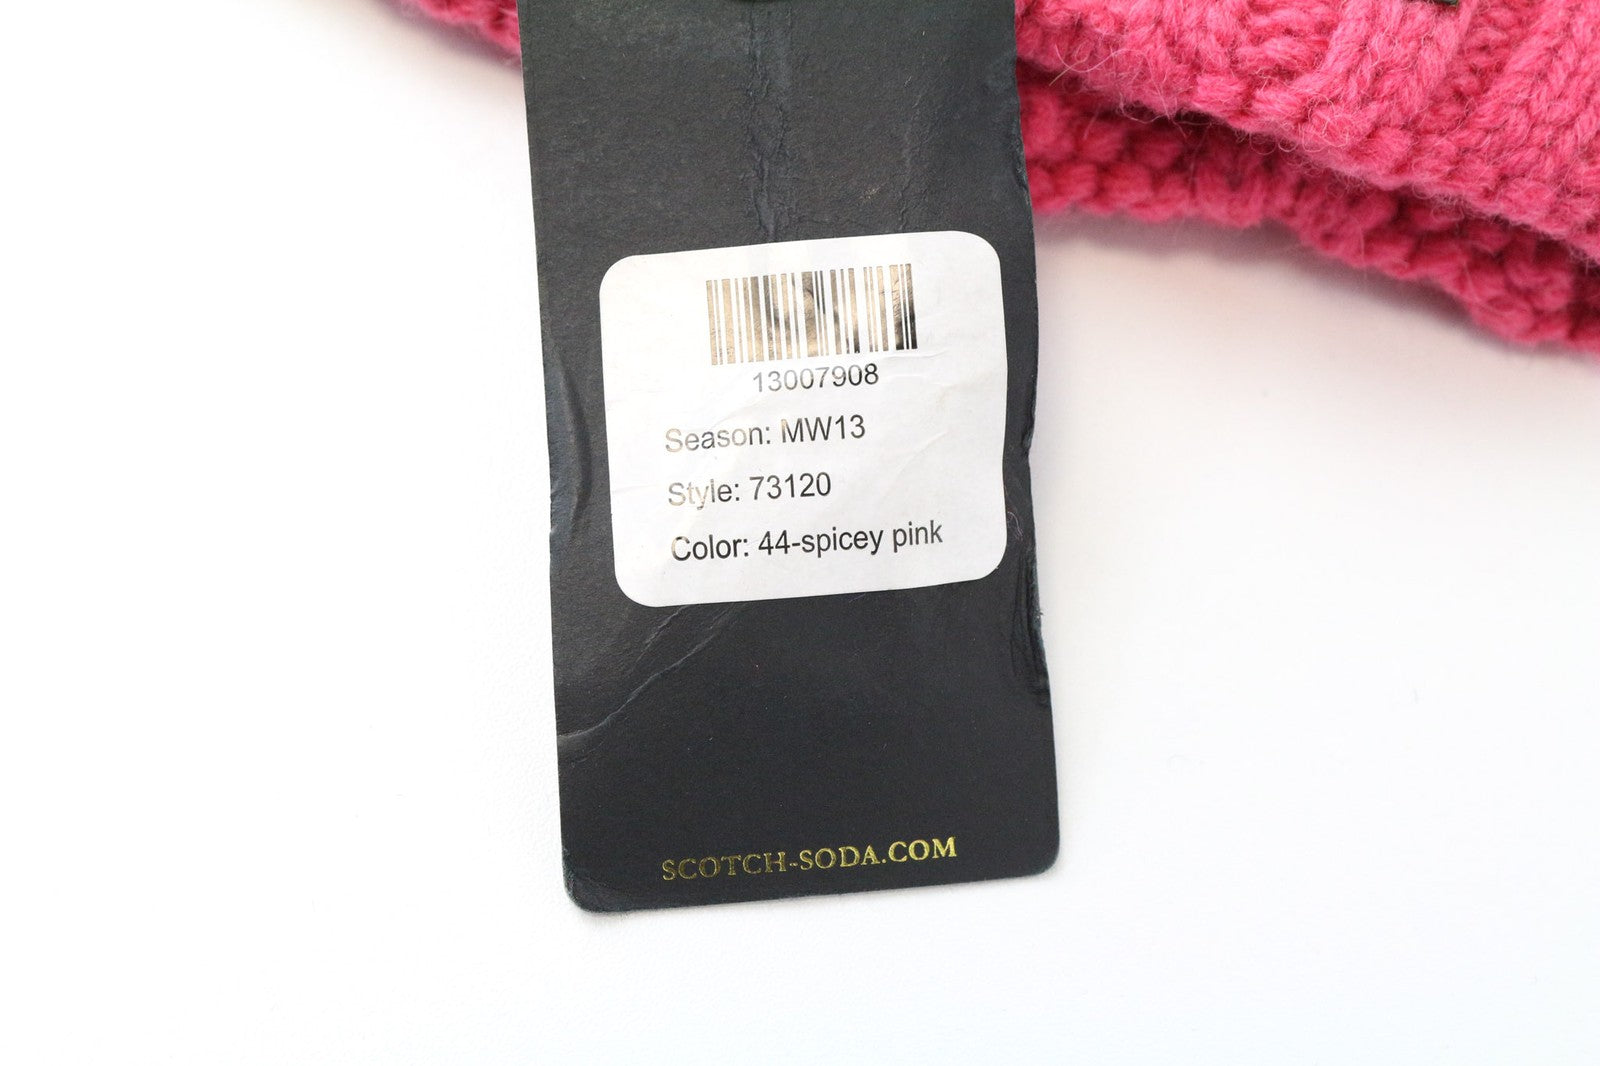 13007908
Season: MW13
Style: 73120
Color: 44-spicey pink
SCOTCH-SODA.COM